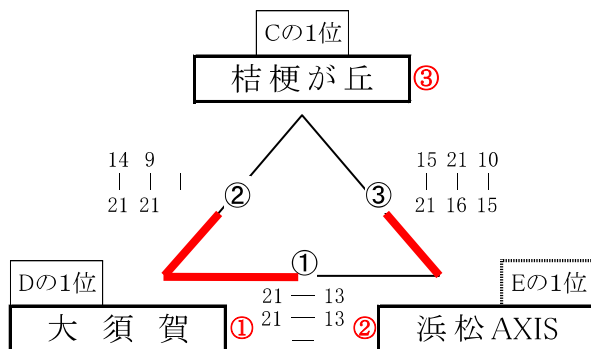 Cの1位
桔梗が丘 ③
14 9
| | |
21 21
②
15 21 10
| | |
21 16 15
③
①
Dの1位
大須賀 ①
21 — 13
21 — 13
—
Eの1位
② 浜松AXIS